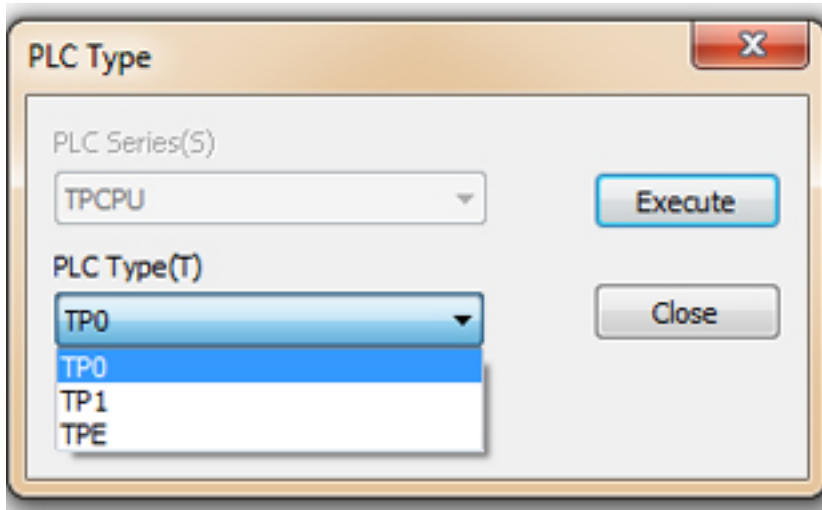 PLC Type
PLC Series(S)
TPCPU
Execute
PLC Type(T)
TP0
Close
TP0
TP1
TPE